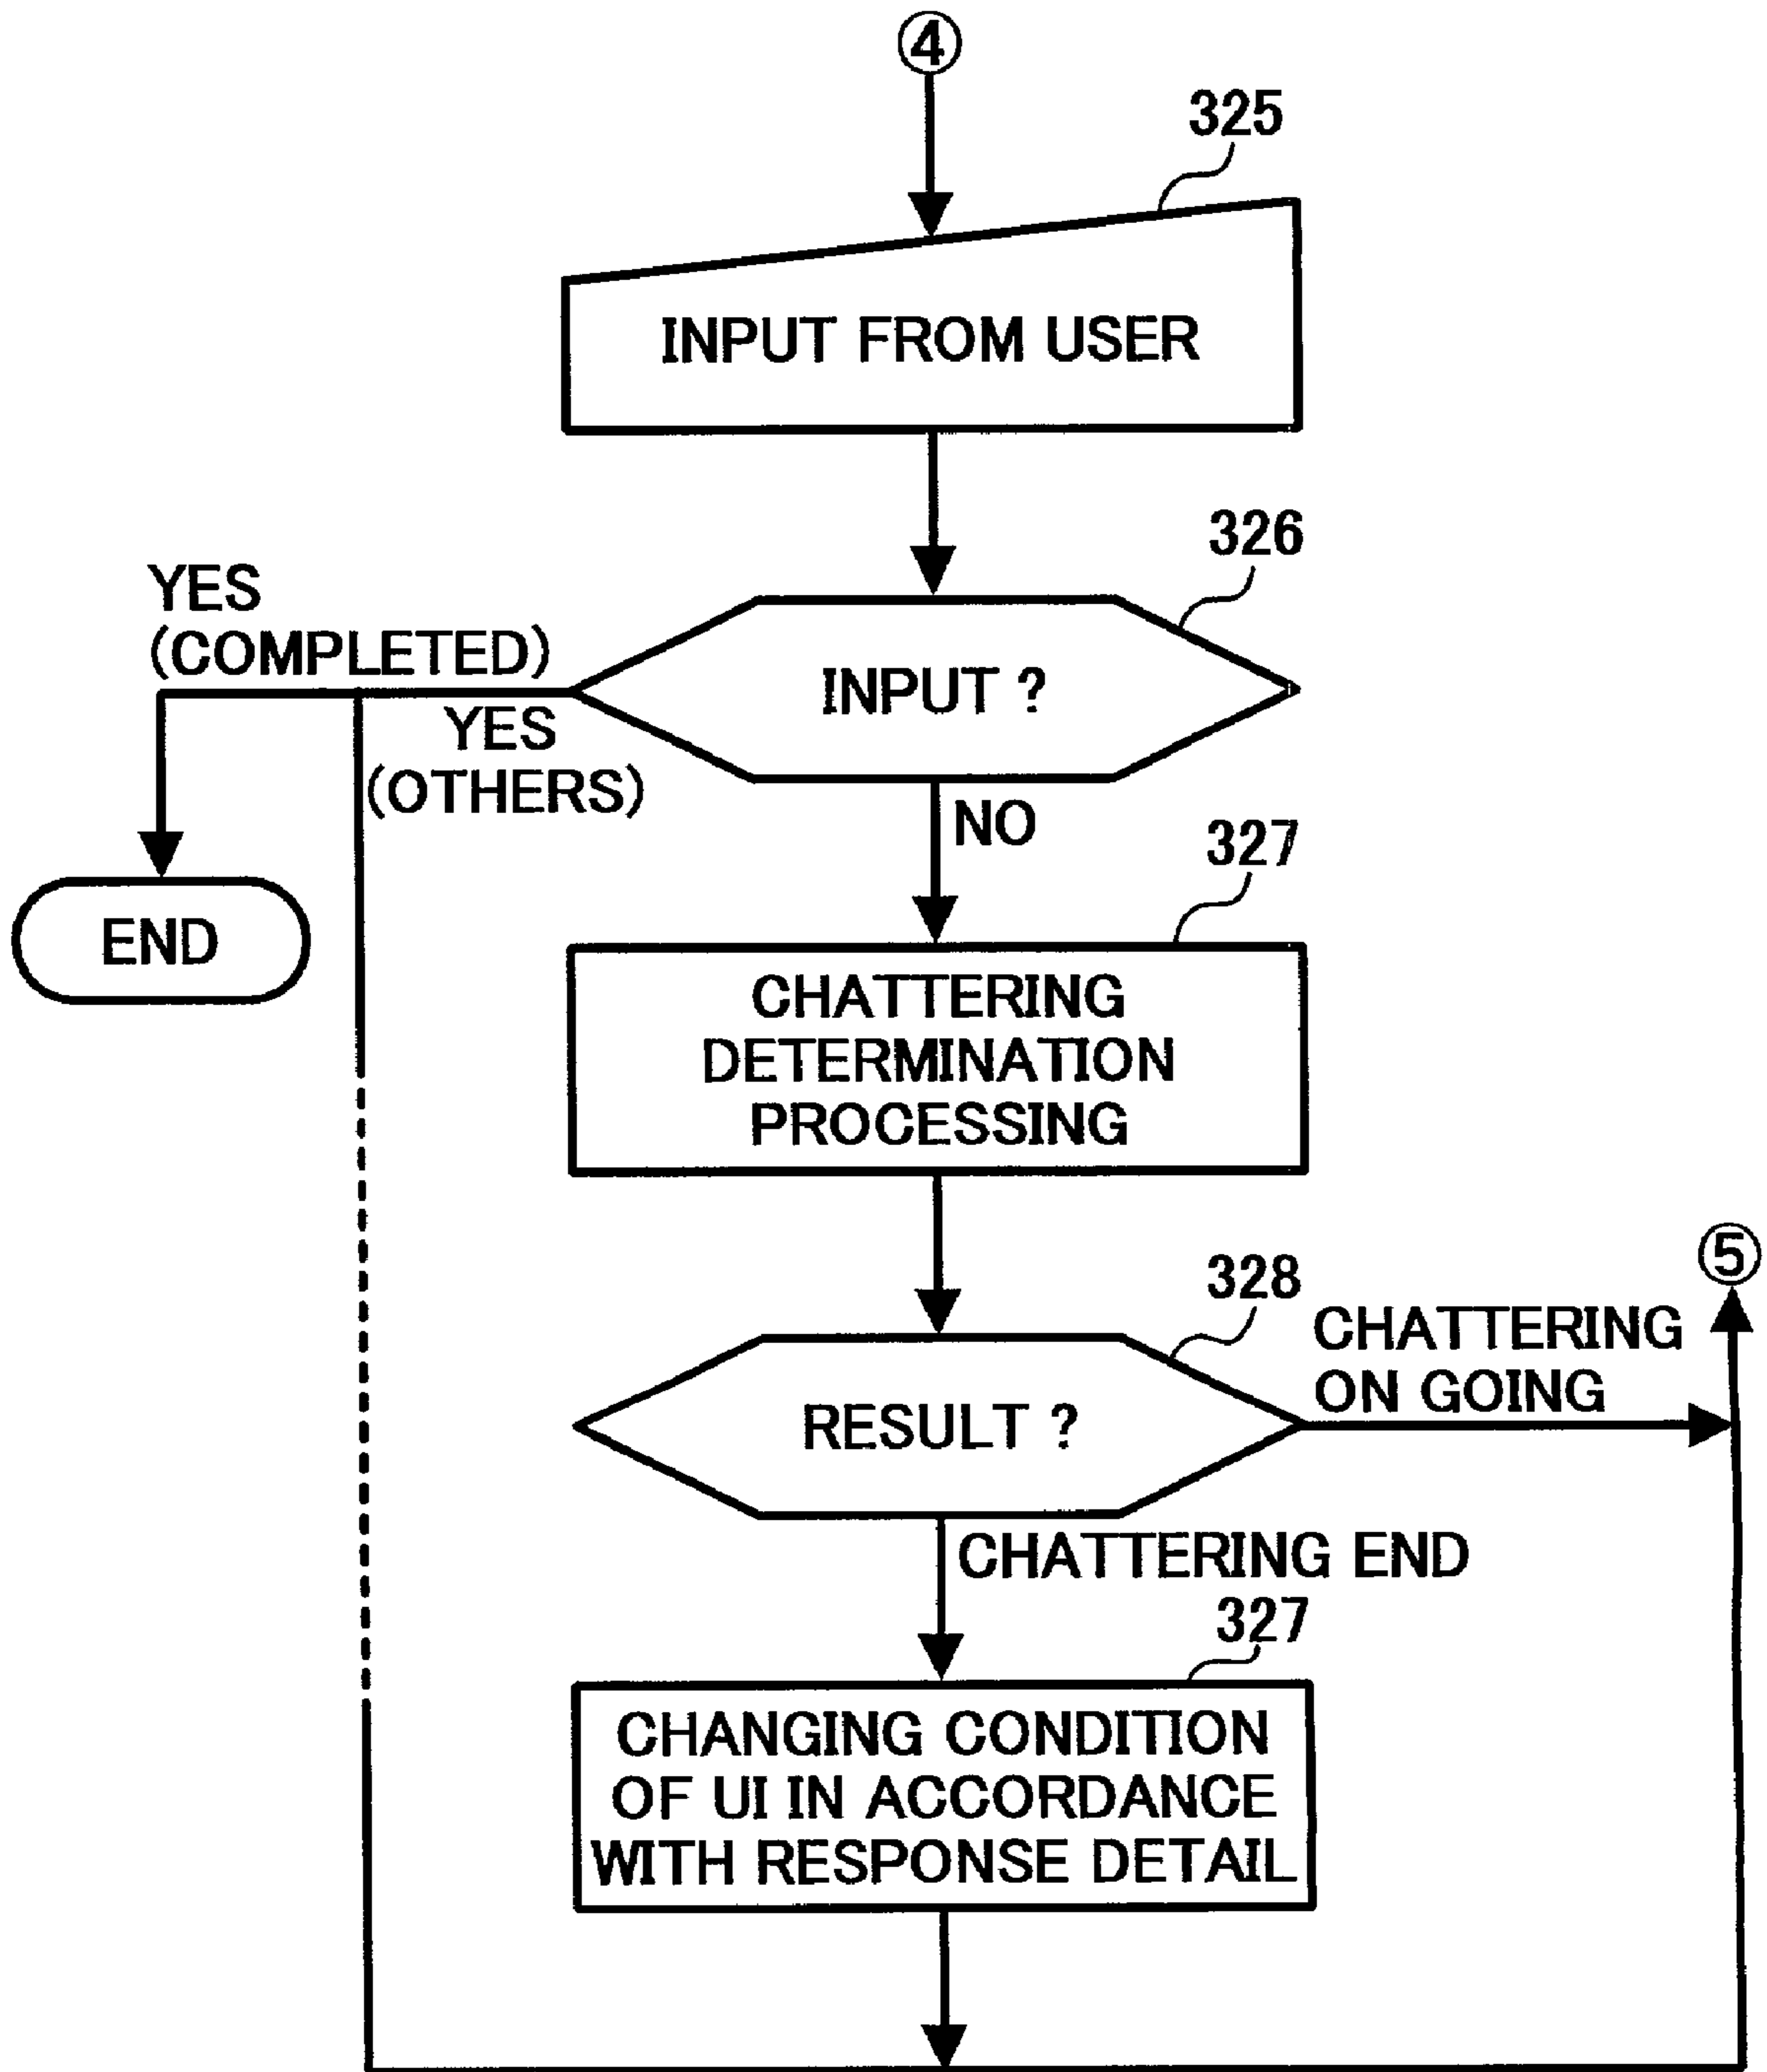 ④
325
INPUT FROM USER
326
YES
(COMPLETED)
INPUT ?
YES
(OTHERS)
NO
327
END
CHATTERING
DETERMINATION
PROCESSING
⑤
328
CHATTERING
ON GOING
RESULT ?
CHATTERING END
327
CHANGING CONDITION
OF UI IN ACCORDANCE
WITH RESPONSE DETAIL